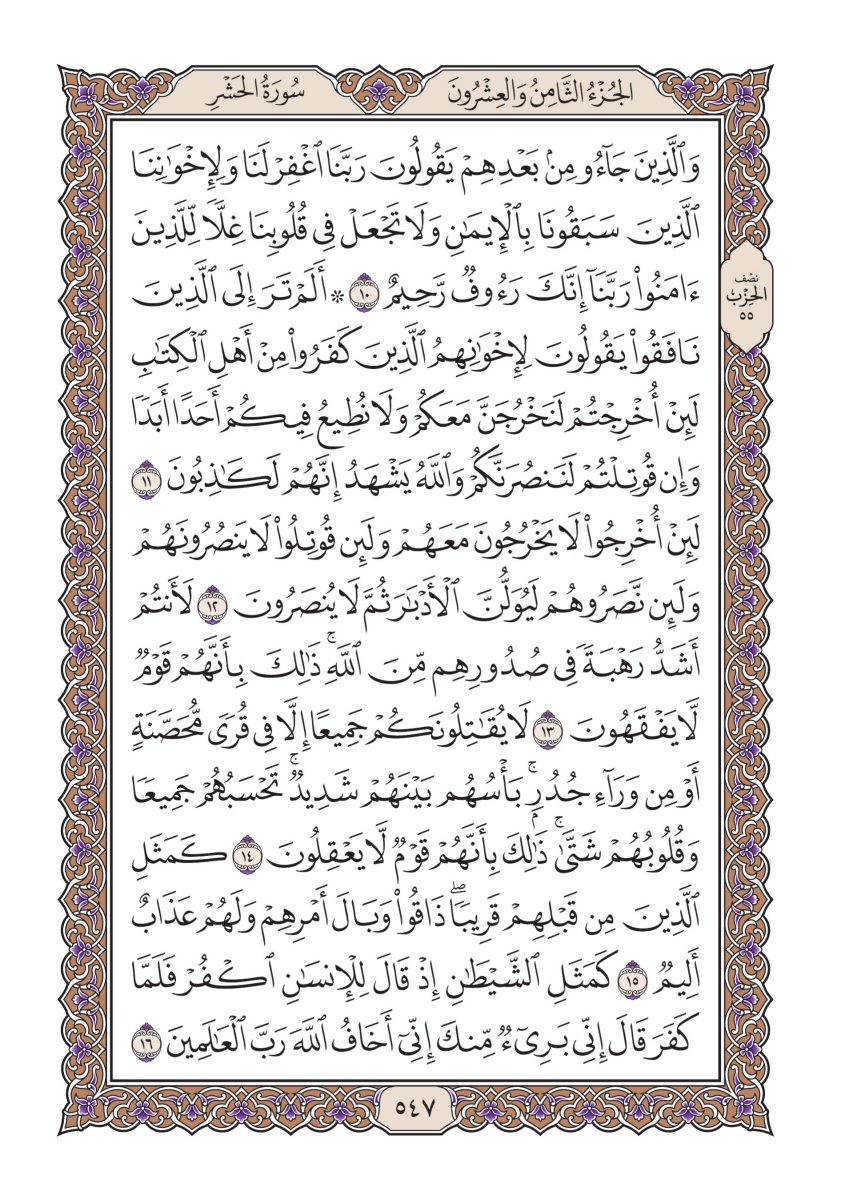 الجُزْءُ الثَّامِنُ وَالعِشْرُونَ
سُورَةُ الحَشْرِ
وَٱلَّذِينَ جَآءُو مِنۢ بَعْدِهِمْ يَقُولُونَ رَبَّنَا ٱغْفِرْ لَنَا وَلِإِخْوَٰنِنَا
ٱلَّذِينَ سَبَقُونَا بِٱلْإِيمَٰنِ وَلَا تَجْعَلْ فِى قُلُوبِنَا غِلًّا لِّلَّذِينَ
ءَامَنُوا۟ رَبَّنَآ إِنَّكَ رَءُوفٌ رَّحِيمٌ ١٠ ۞ أَلَمْ تَرَ إِلَى ٱلَّذِينَ
نَافَقُوا۟ يَقُولُونَ لِإِخْوَٰنِهِمُ ٱلَّذِينَ كَفَرُوا۟ مِنْ أَهْلِ ٱلْكِتَٰبِ
لَئِنْ أُخْرِجْتُمْ لَنَخْرُجَنَّ مَعَكُمْ وَلَا نُطِيعُ فِيكُمْ أَحَدًا أَبَدًا
وَإِن قُوتِلْتُمْ لَنَنصُرَنَّكُمْ وَٱللَّهُ يَشْهَدُ إِنَّهُمْ لَكَٰذِبُونَ ١١
لَئِنْ أُخْرِجُوا۟ لَا يَخْرُجُونَ مَعَهُمْ وَلَئِن قُوتِلُوا۟ لَا يَنصُرُونَهُمْ
وَلَئِن نَّصَرُوهُمْ لَيُوَلُّنَّ ٱلْأَدْبَٰرَ ثُمَّ لَا يُنصَرُونَ ١٢ لَأَنتُمْ
أَشَدُّ رَهْبَةً فِى صُدُورِهِم مِّنَ ٱللَّهِ ۚ ذَٰلِكَ بِأَنَّهُمْ قَوْمٌ
لَّا يَفْقَهُونَ ١٣ لَا يُقَٰتِلُونَكُمْ جَمِيعًا إِلَّا فِى قُرًى مُّحَصَّنَةٍ
أَوْ مِن وَرَآءِ جُدُرٍۭ ۚ بَأْسُهُم بَيْنَهُمْ شَدِيدٌ ۚ تَحْسَبُهُمْ جَمِيعًا
وَقُلُوبُهُمْ شَتَّىٰ ۚ ذَٰلِكَ بِأَنَّهُمْ قَوْمٌ لَّا يَعْقِلُونَ ١٤ كَمَثَلِ
ٱلَّذِينَ مِن قَبْلِهِمْ قَرِيبًا ۖ ذَاقُوا۟ وَبَالَ أَمْرِهِمْ وَلَهُمْ عَذَابٌ
أَلِيمٌ ١٥ كَمَثَلِ ٱلشَّيْطَٰنِ إِذْ قَالَ لِلْإِنسَٰنِ ٱكْفُرْ فَلَمَّا
كَفَرَ قَالَ إِنِّى بَرِىٓءٌ مِّنكَ إِنِّىٓ أَخَافُ ٱللَّهَ رَبَّ ٱلْعَٰلَمِينَ ١٦
نصف
الحِزْبُ
٥٥
٥٤٧